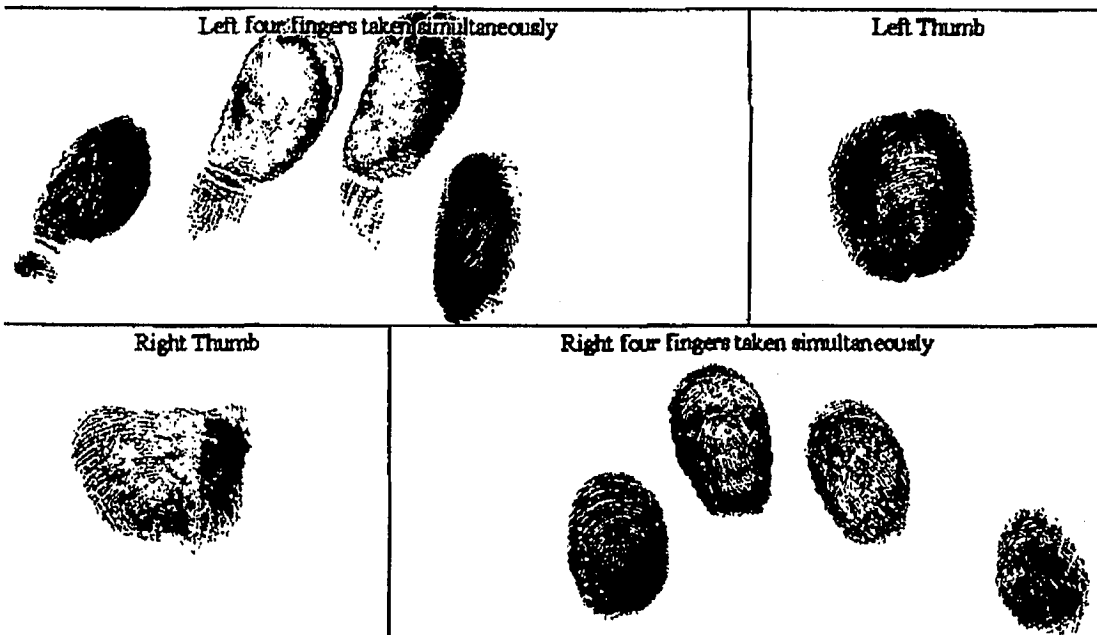 Left four fingers taken simultaneously
Left Thumb
Right Thumb
Right four fingers taken simultaneously